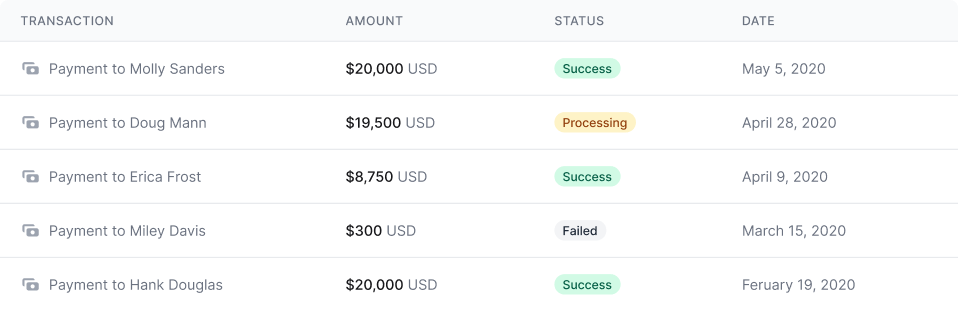 TRANSACTION AMOUNT STATUS DATE
Payment to Molly Sanders $20,000 USD Success May 5, 2020
Payment to Doug Mann $19,500 USD Processing April 28, 2020
Payment to Erica Frost $8,750 USD Success April 9, 2020
Payment to Miley Davis $300 USD Failed March 15, 2020
Payment to Hank Douglas $20,000 USD Success Feruary 19, 2020